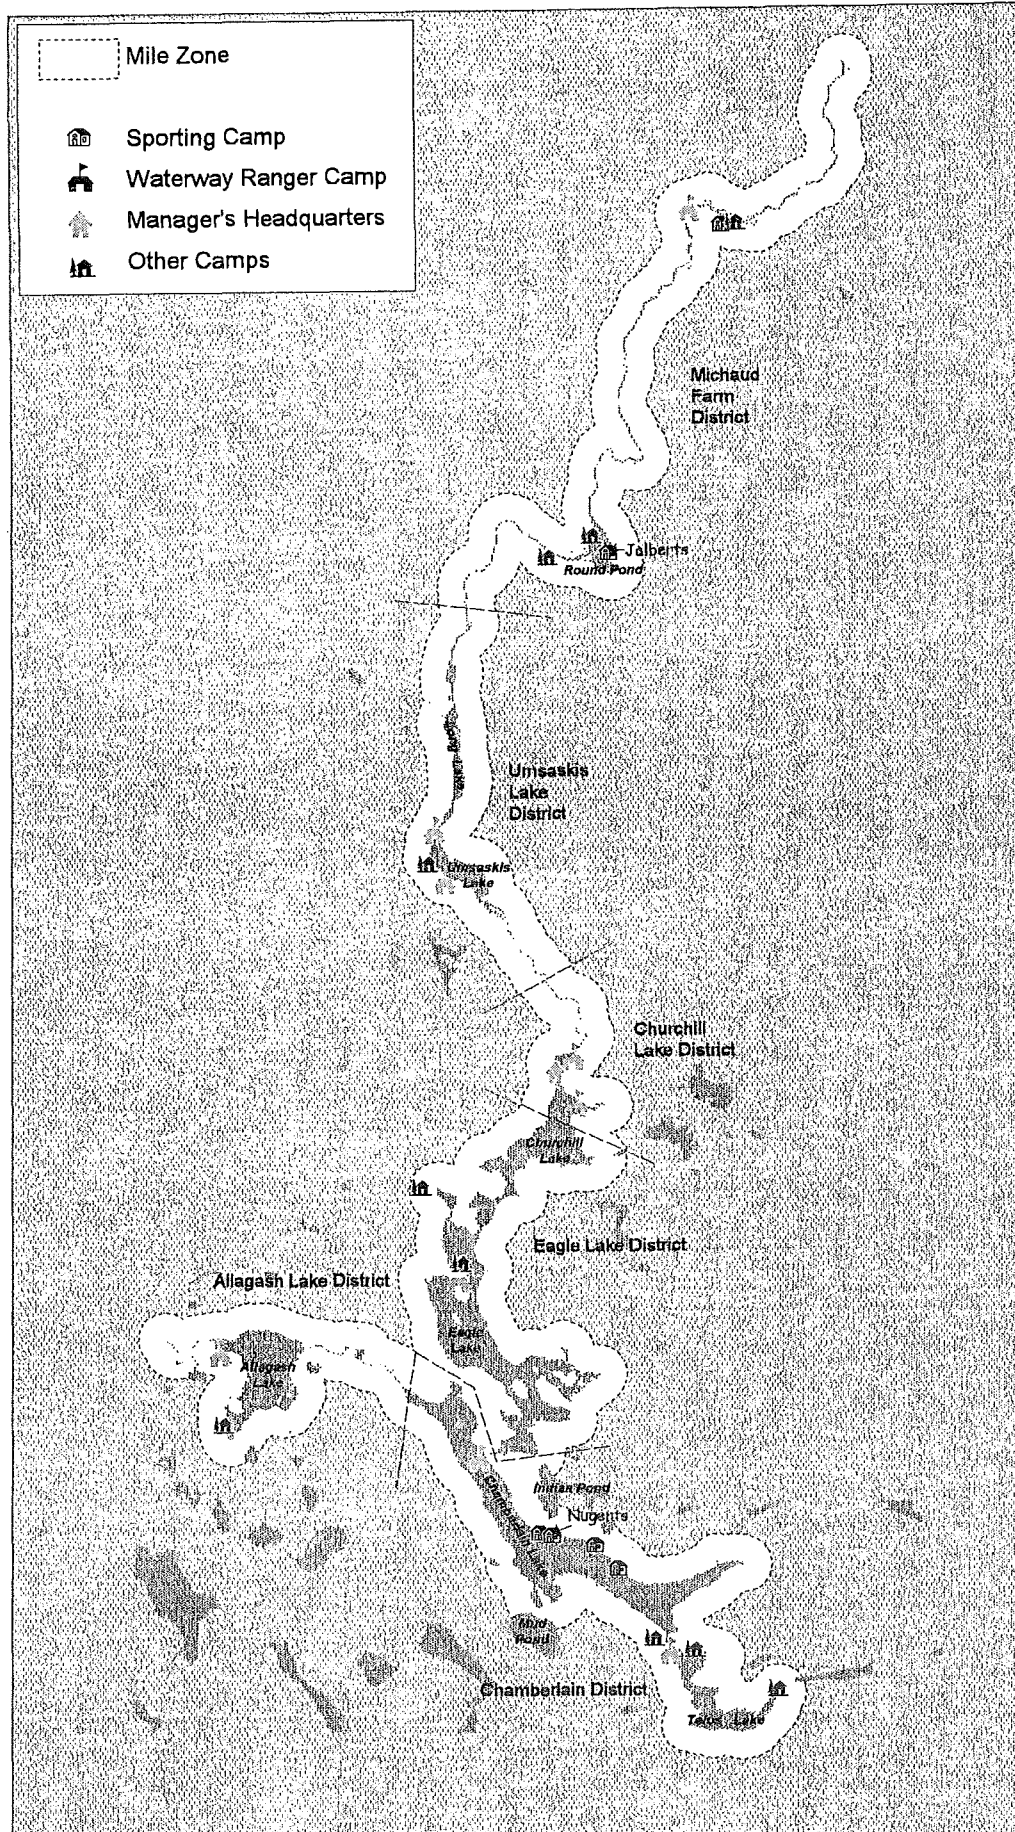 Mile Zone
Sporting Camp
Waterway Ranger Camp
Manager's Headquarters
Other Camps
Michaud
Farm
District
Jalberts
Round Pond
Umsaskis
Lake
District
Umsaskis
Lake
Churchill
Lake District
Churchill
Lake
Eagle Lake District
Allagash Lake District
Eagle
Lake
Allagash
Lake
Indian Pond
Nugents
Chamberlain Lake
Mud
Pond
Chamberlain District
Telos Lake